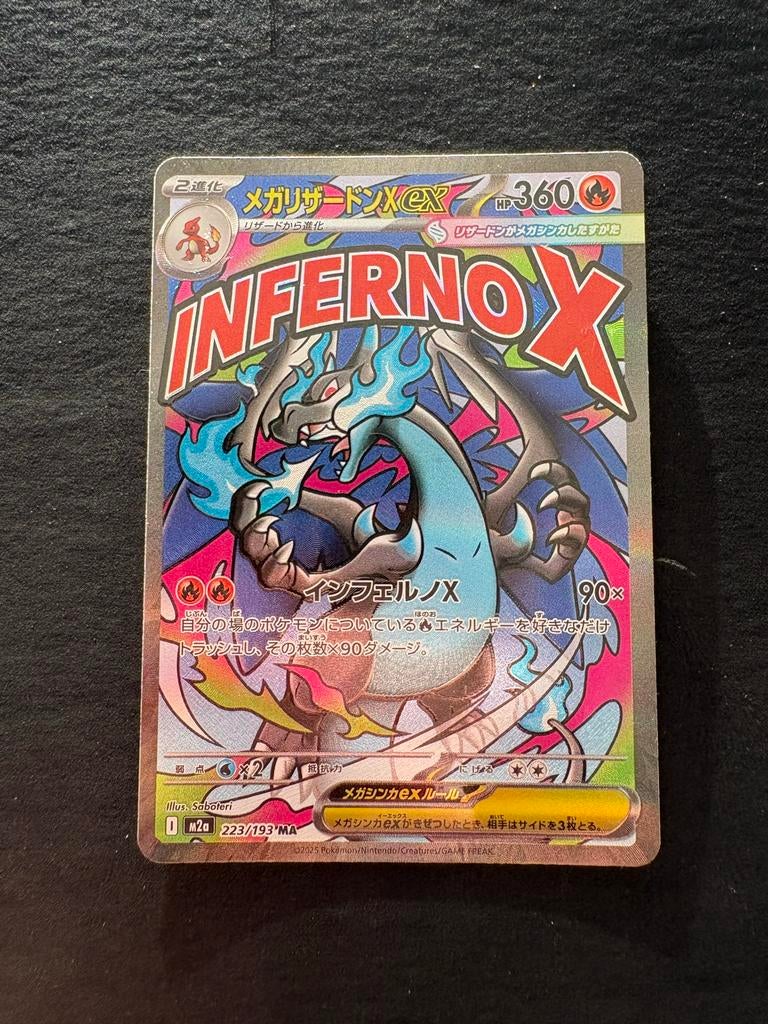 2進化
メガリザードンXex
HP360
リザードから進化
リザードンがメガシンカしたすがた
INFERNO X
インフェルノX 90×
自分の場のポケモンについているエネルギーを好きなだけ
トラッシュし、その枚数×90ダメージ。
弱点 ×2 抵抗力 にげる
メガシンカexルール
メガシンカexがきぜつしたとき、相手はサイドを3枚とる。
Illus. Saboteri
I m2a 223/193 MA
©2025 Pokémon/Nintendo/Creatures/GAME FREAK.